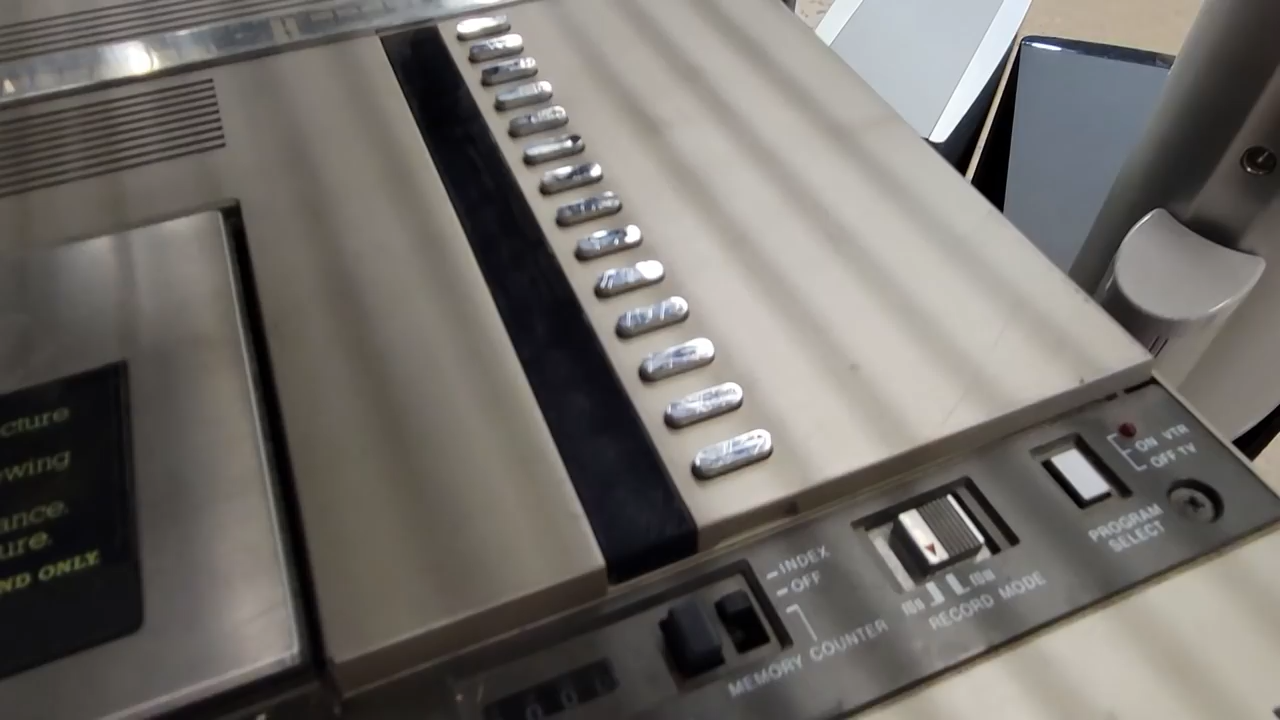 cture
wing
ance.
ure.
ND ONLY.
INDEX
OFF
MEMORY COUNTER
RECORD MODE
PROGRAM
SELECT
ON VTR
OFF TV